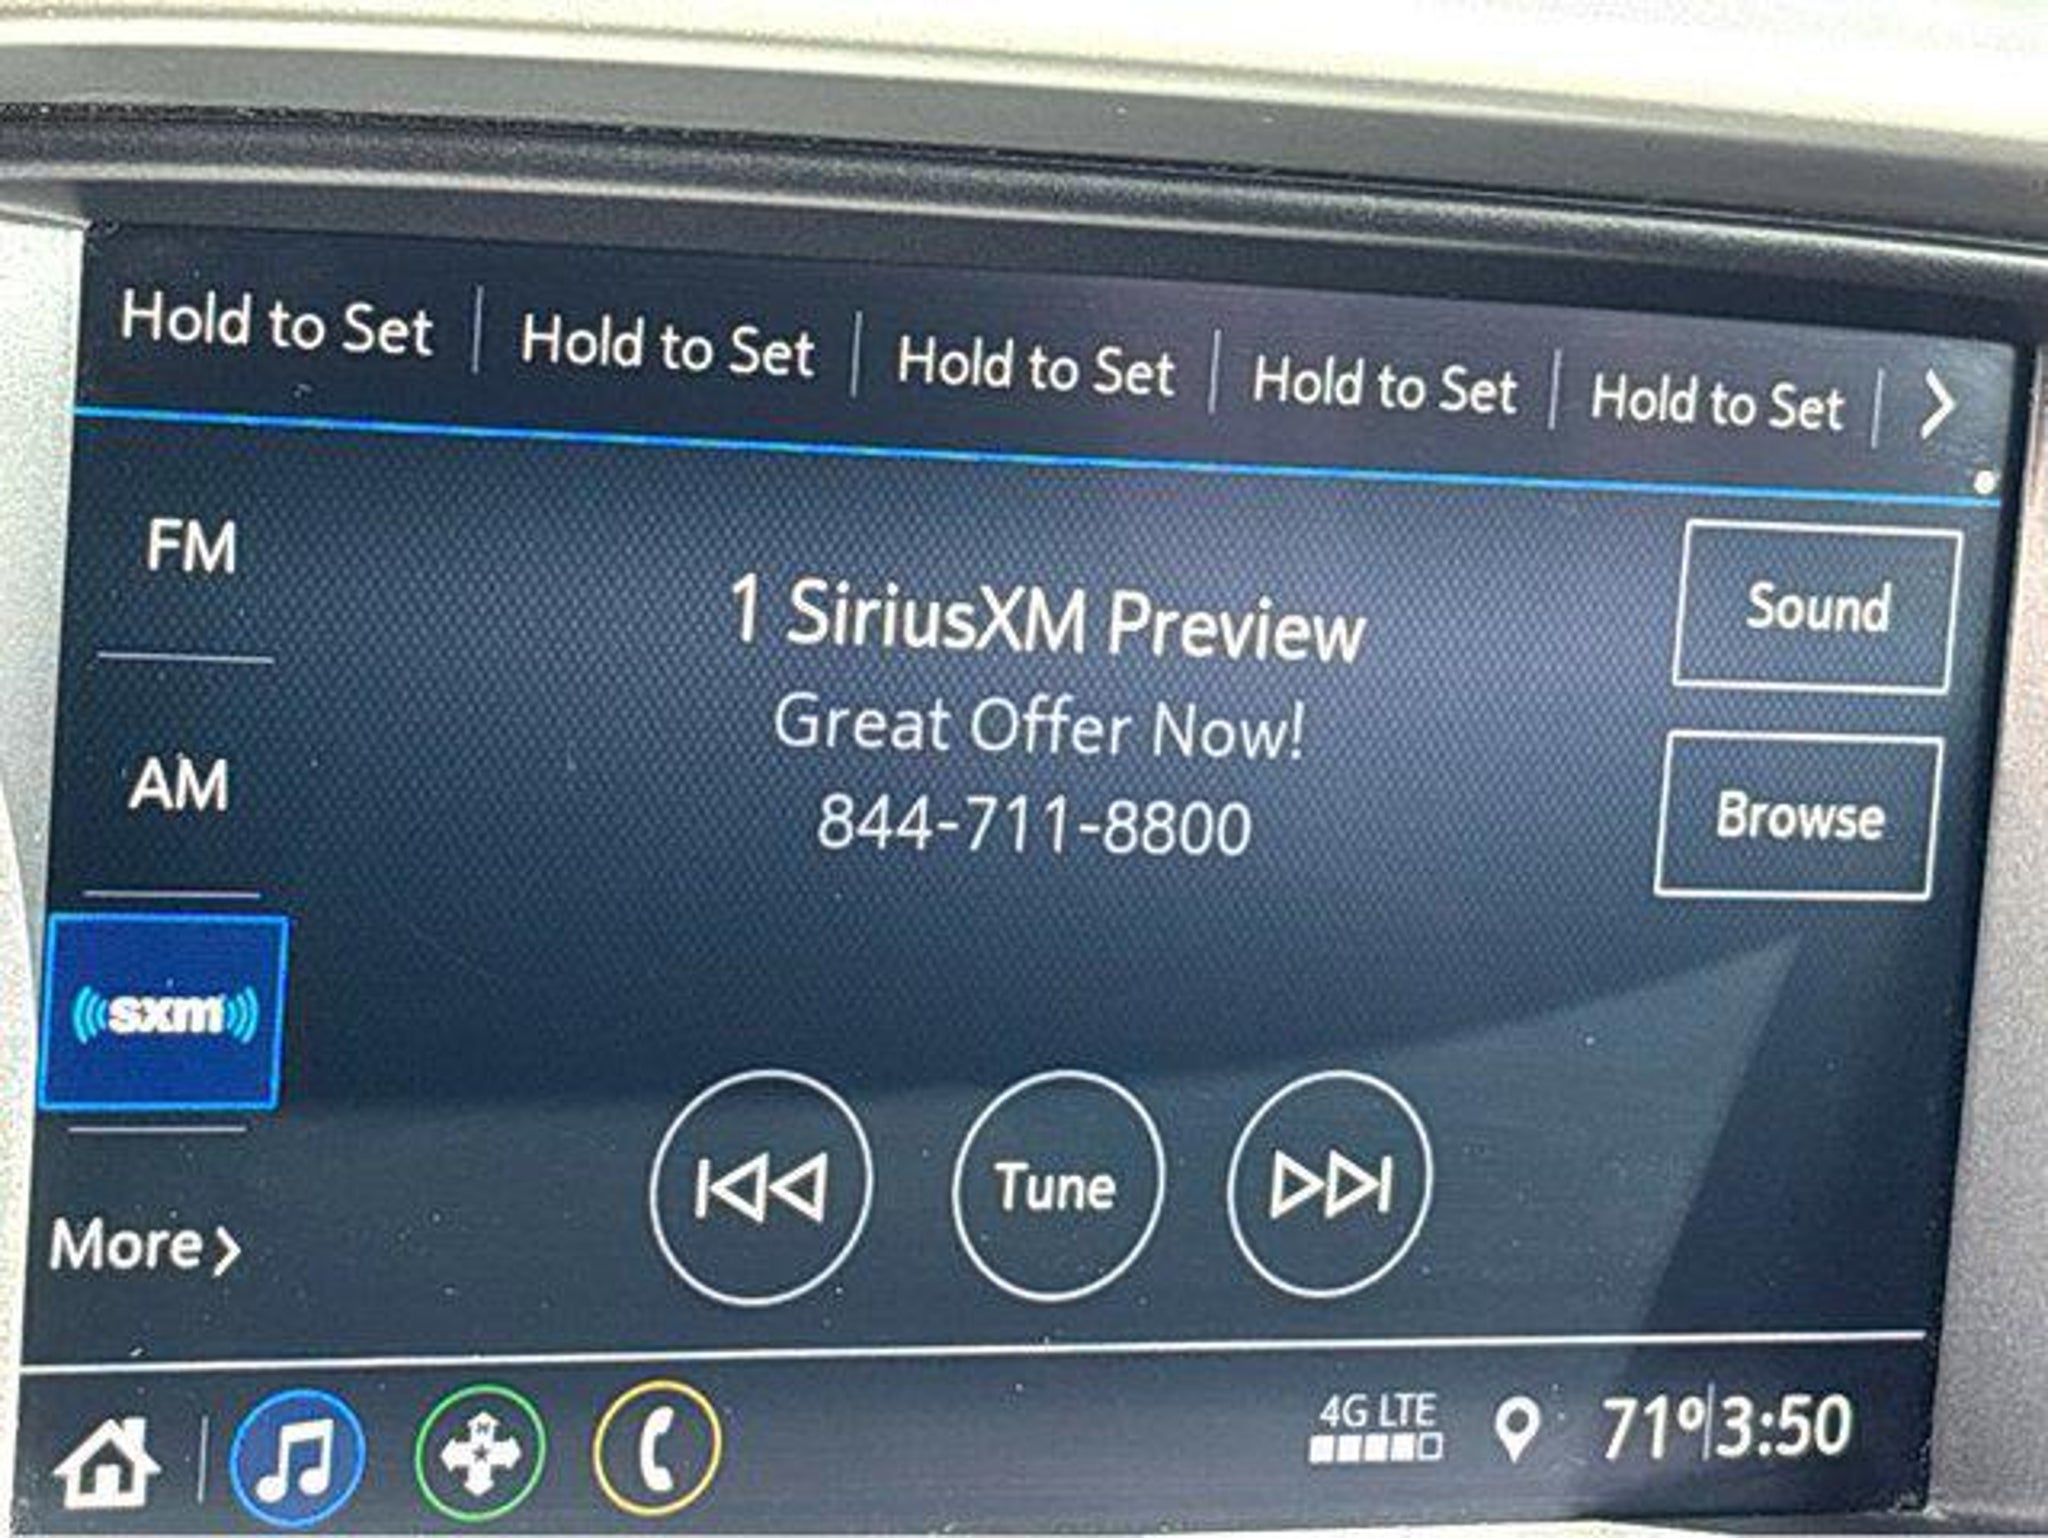 Hold to Set Hold to Set Hold to Set Hold to Set Hold to Set
FM
1 SiriusXM Preview
Sound
Great Offer Now!
AM
844-711-8800
Browse
sxm
Tune
More
4G LTE
71° 3:50